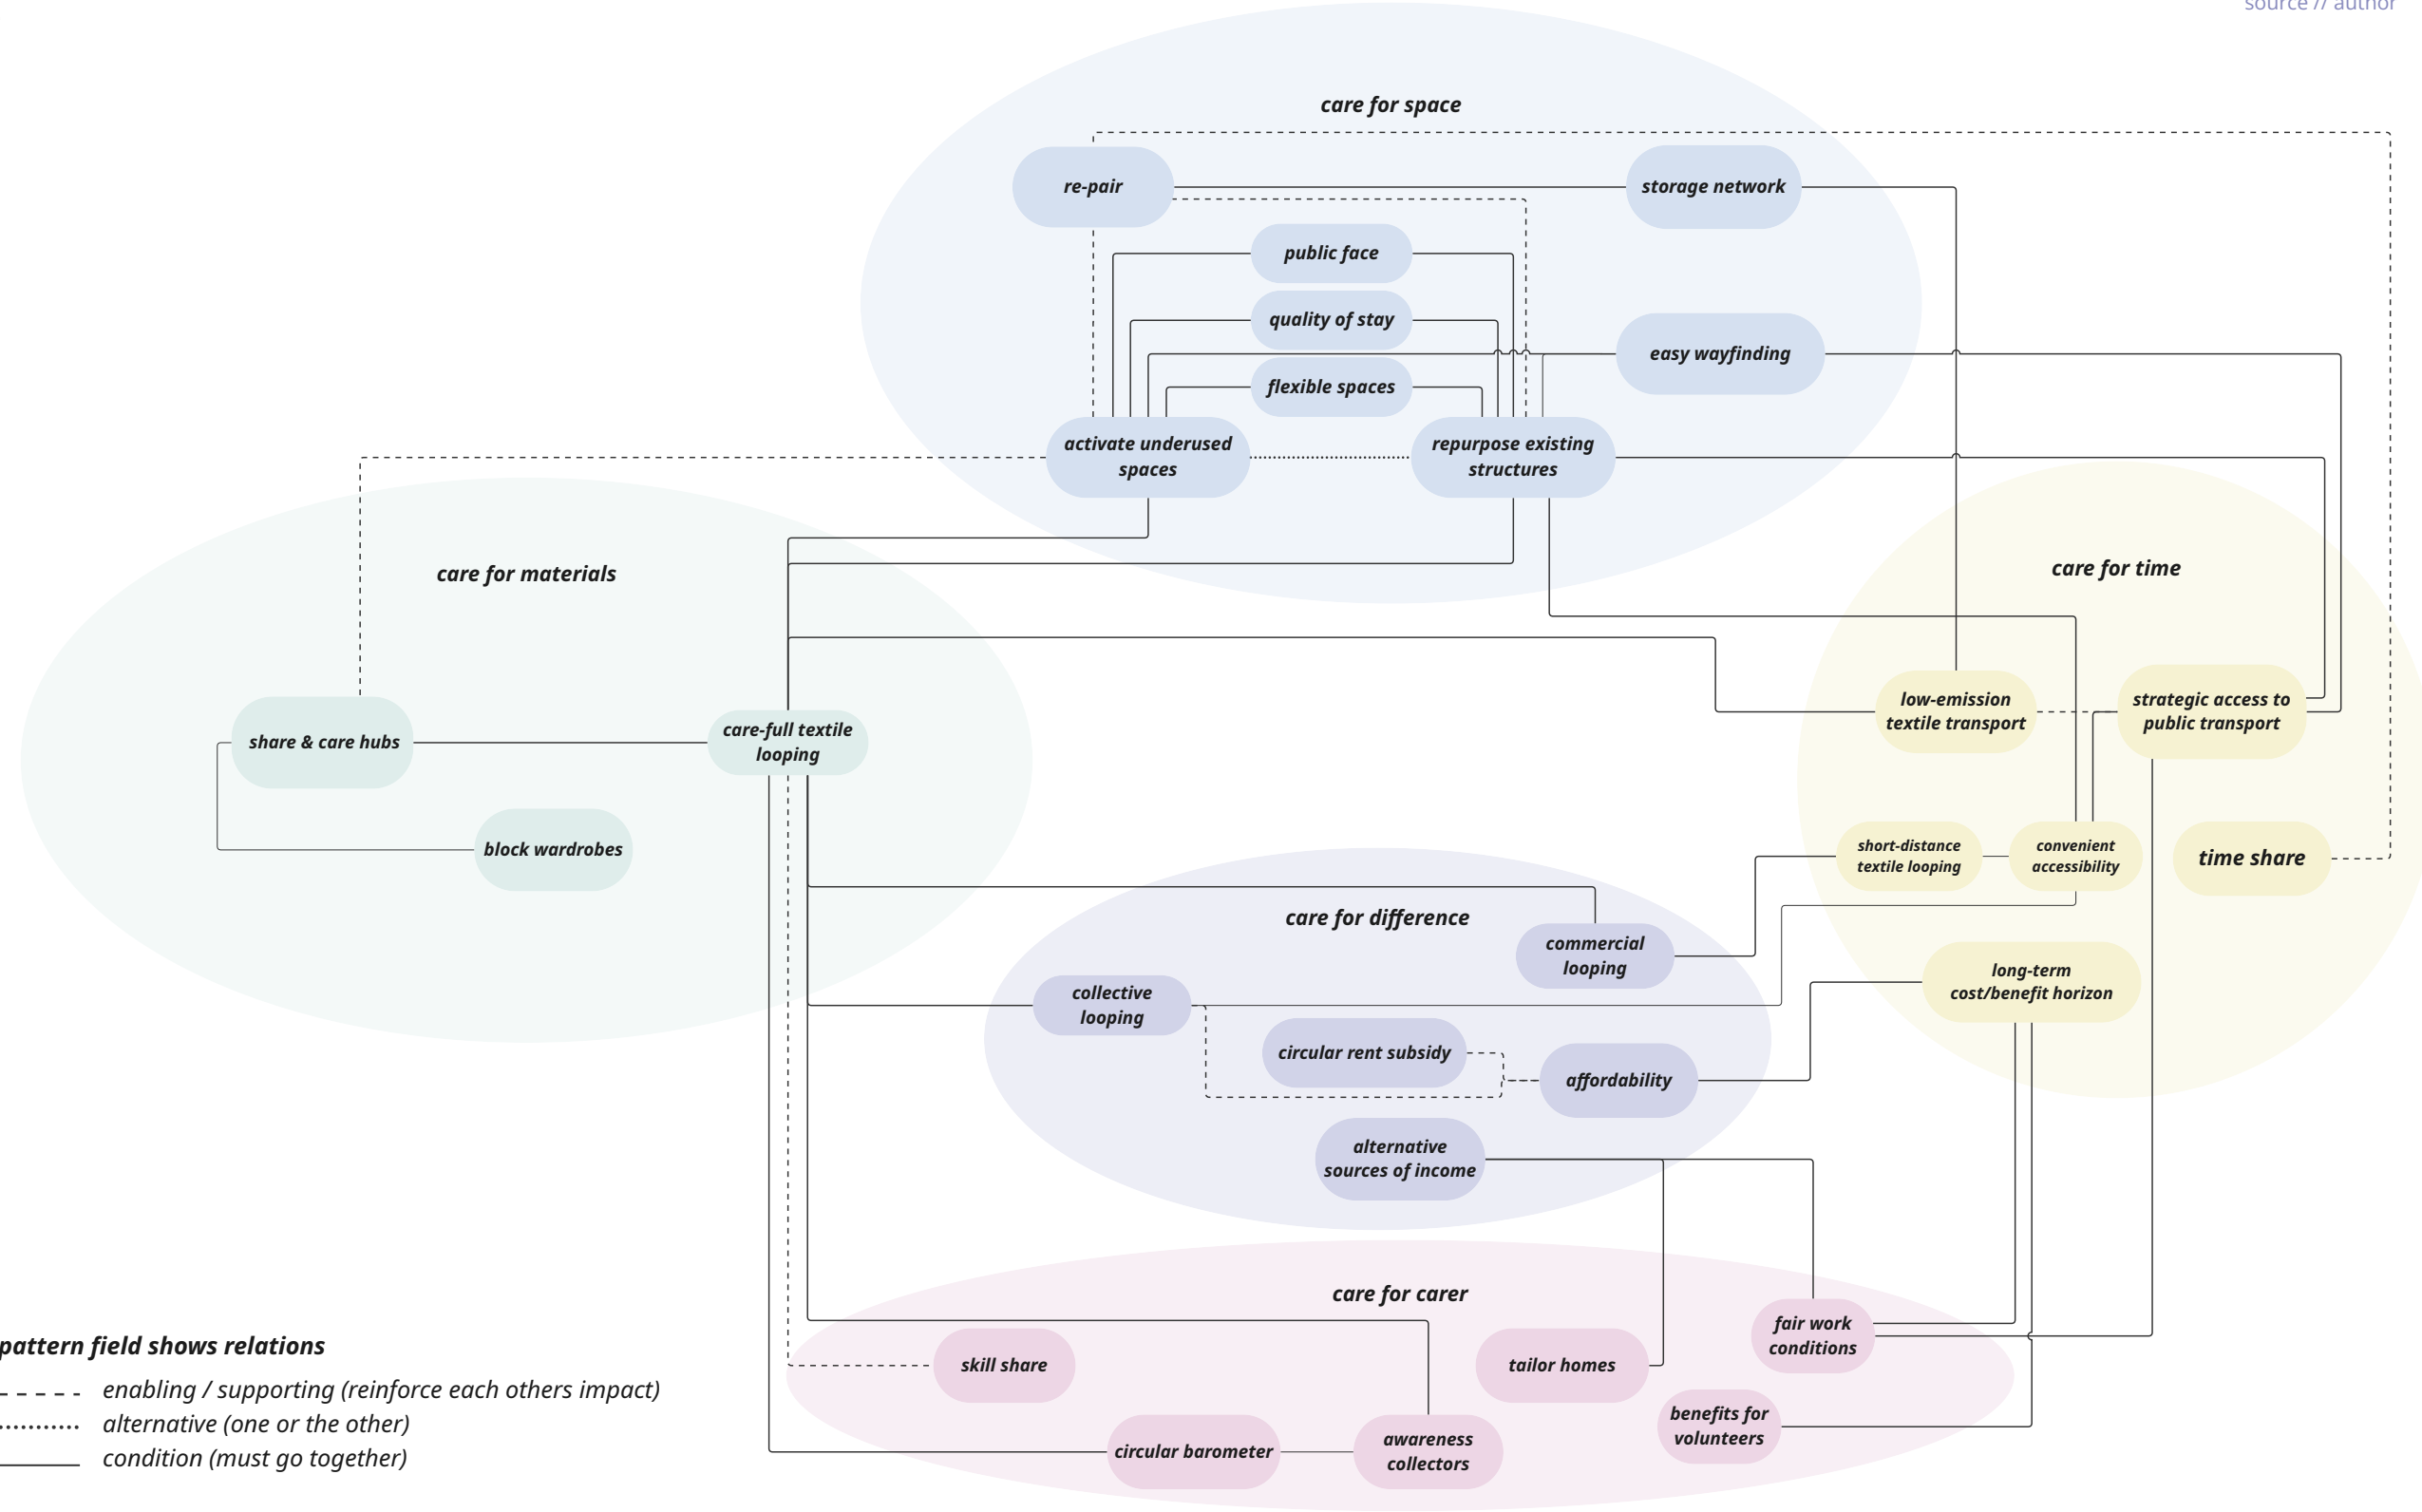 source // author
care for space
re-pair
storage network
public face
quality of stay
easy wayfinding
flexible spaces
activate underused
spaces
repurpose existing
structures
care for materials
care for time
share & care hubs
care-full textile
looping
block wardrobes
low-emission
textile transport
strategic access to
public transport
short-distance
textile looping
convenient
accessibility
time share
long-term
cost/benefit horizon
care for difference
commercial
looping
collective
looping
circular rent subsidy
affordability
alternative
sources of income
care for carer
skill share
tailor homes
fair work
conditions
benefits for
volunteers
circular barometer
awareness
collectors
pattern field shows relations
enabling / supporting (reinforce each others impact)
alternative (one or the other)
condition (must go together)